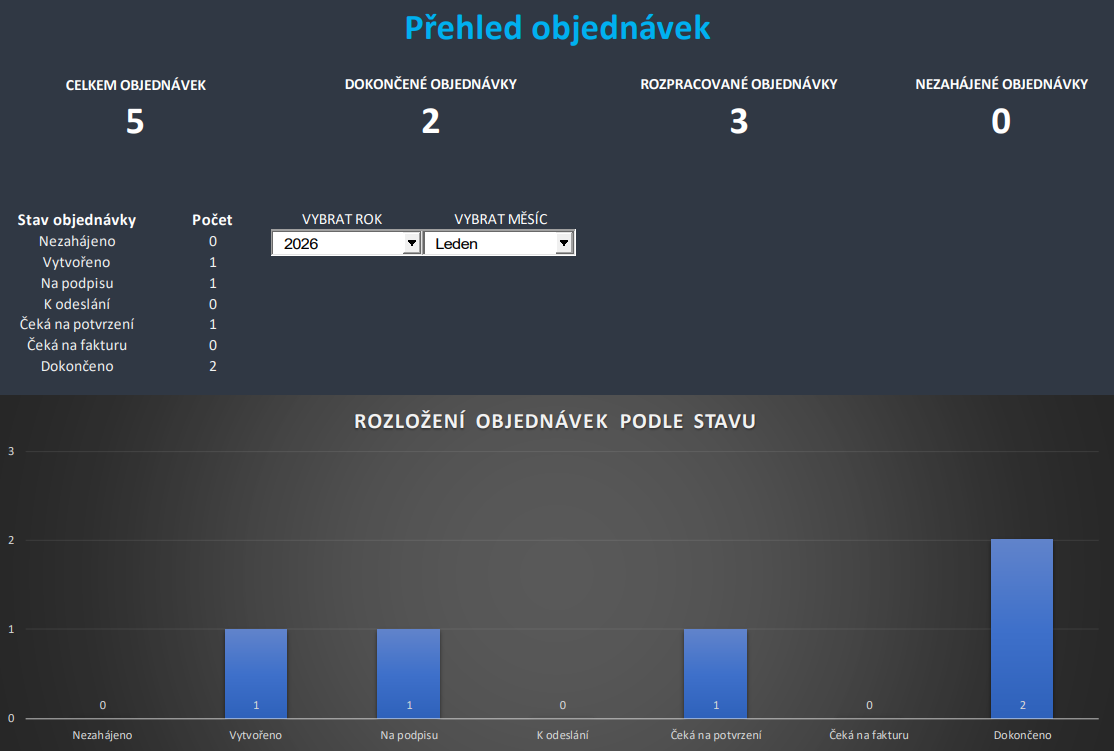 Přehled objednávek
CELKEM OBJEDNÁVEK DOKONČENÉ OBJEDNÁVKY ROZPRACOVANÉ OBJEDNÁVKY NEZAHÁJENÉ OBJEDNÁVKY
5 2 3 0
Stav objednávky Počet VYBRAT ROK VYBRAT MĚSÍC
Nezahájeno 0 2026 Leden
Vytvořeno 1
Na podpisu 1
K odeslání 0
Čeká na potvrzení 1
Čeká na fakturu 0
Dokončeno 2
ROZLOŽENÍ OBJEDNÁVEK PODLE STAVU
3
2
1
0 1 1 0 1 0 2
0
Nezahájeno Vytvořeno Na podpisu K odeslání Čeká na potvrzení Čeká na fakturu Dokončeno